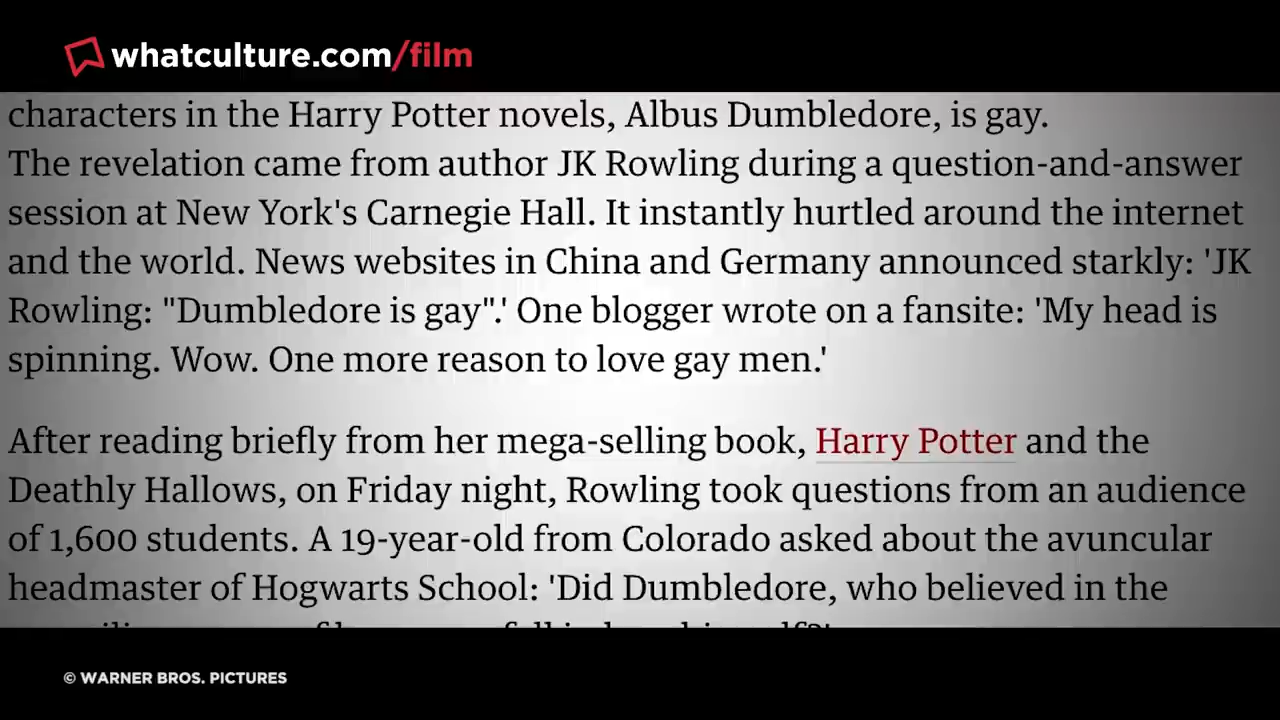 whatculture.com/film
characters in the Harry Potter novels, Albus Dumbledore, is gay.
The revelation came from author JK Rowling during a question-and-answer
session at New York's Carnegie Hall. It instantly hurtled around the internet
and the world. News websites in China and Germany announced starkly: 'JK
Rowling: "Dumbledore is gay".' One blogger wrote on a fansite: 'My head is
spinning. Wow. One more reason to love gay men.'
After reading briefly from her mega-selling book, Harry Potter and the
Deathly Hallows, on Friday night, Rowling took questions from an audience
of 1,600 students. A 19-year-old from Colorado asked about the avuncular
headmaster of Hogwarts School: 'Did Dumbledore, who believed in the
© WARNER BROS. PICTURES